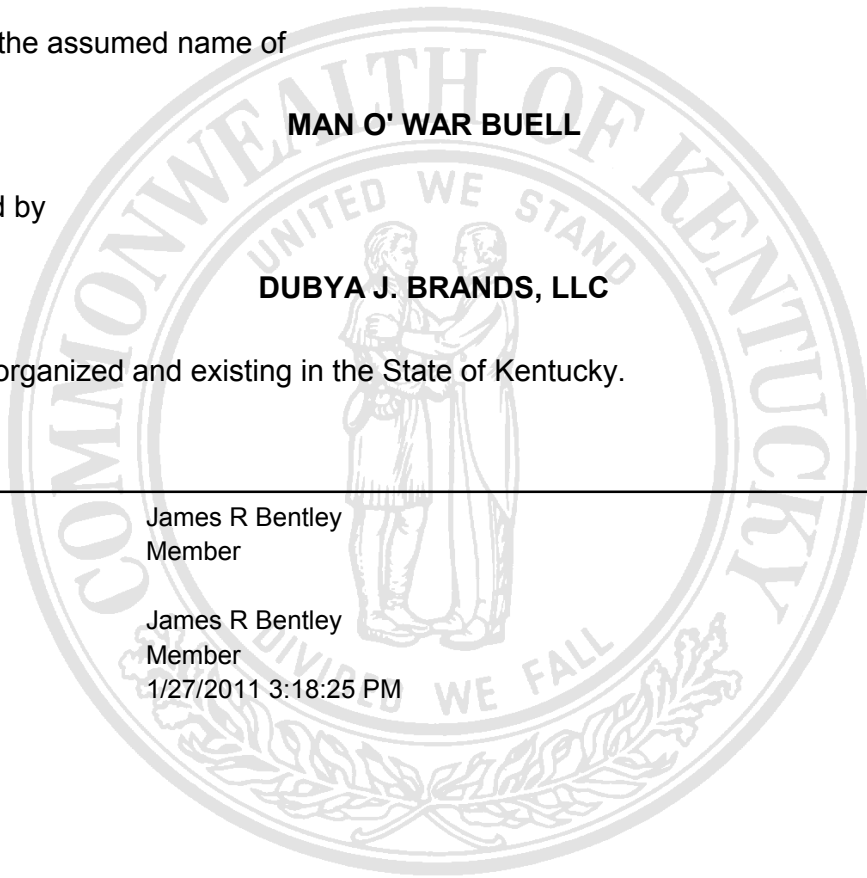 the assumed name of
MAN O' WAR BUELL
d by
DUBYA J. BRANDS, LLC
organized and existing in the State of Kentucky.
James R Bentley
Member
James R Bentley
Member
1/27/2011 3:18:25 PM
COMMONWEALTH OF KENTUCKY
UNITED WE STAND
DIVIDED WE FALL